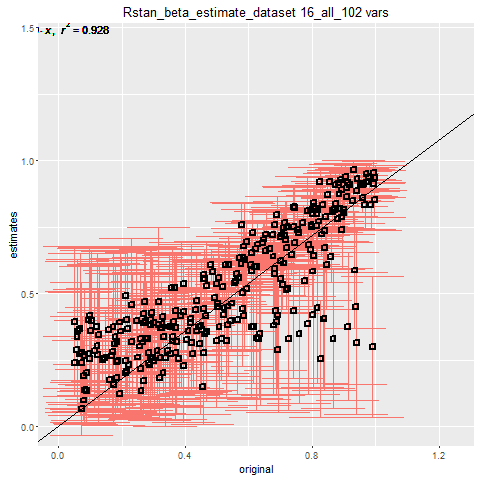 Rstan_beta_estimate_dataset 16_all_102 vars
1.5
· x, r² = 0.928
1.0
estimates
0.5
0.0
0.0 0.4 0.8 1.2
original